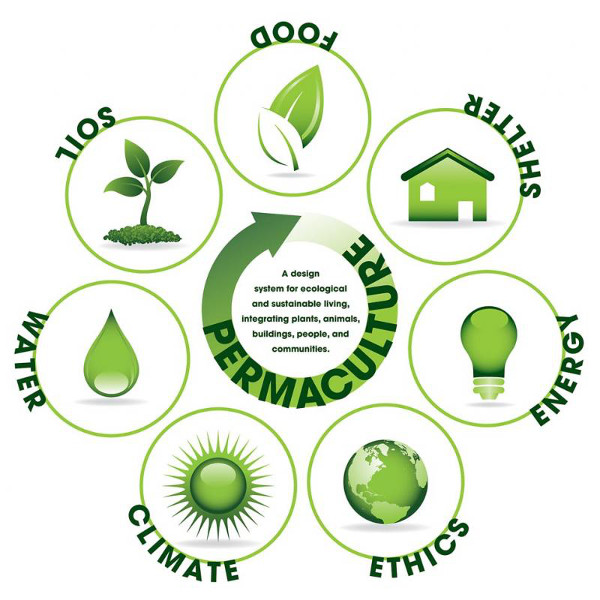 FOOD
SHELTER
ENERGY
ETHICS
CLIMATE
WATER
SOIL
PERMACULTURE
A design
system for ecological
and sustainable living,
integrating plants, animals,
buildings, people, and
communities.